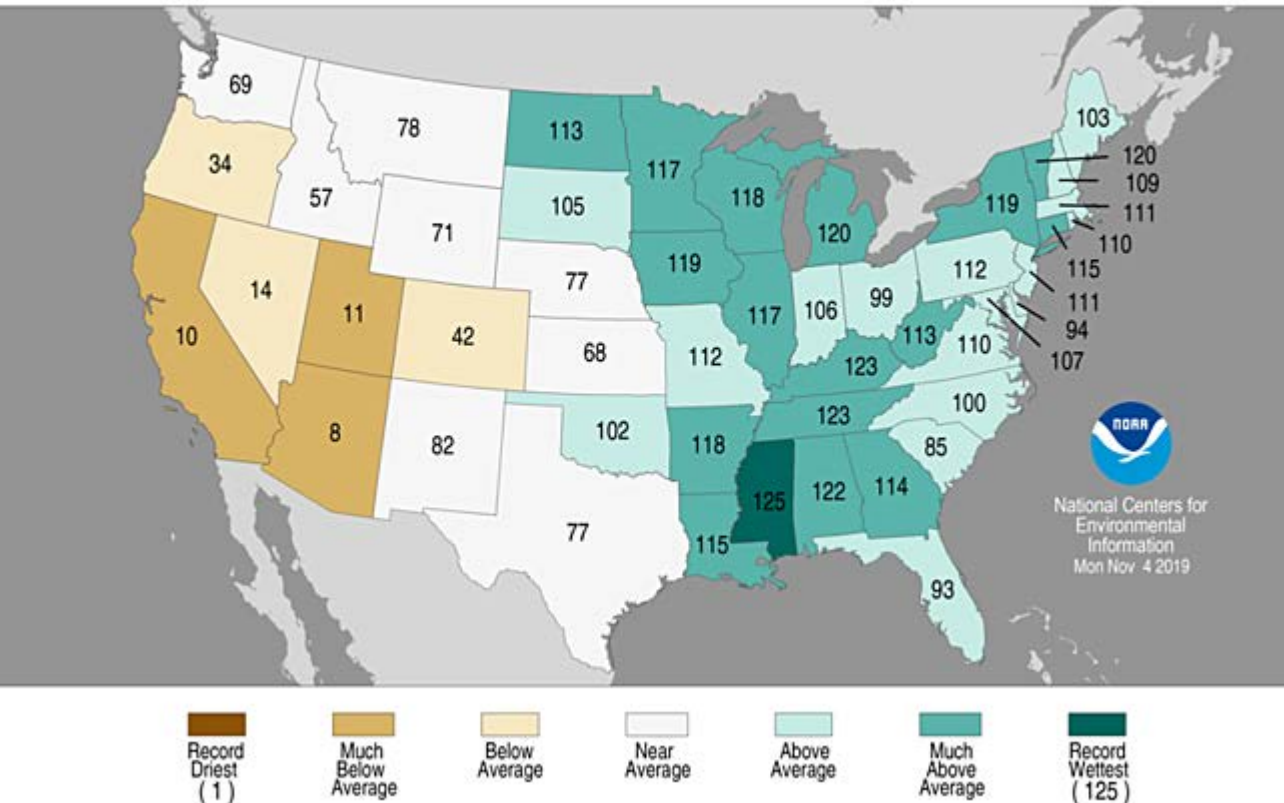 69
78
113
117
103
34
57
105
118
120
119
120
109
111
110
71
119
112
115
77
14
11
106
99
111
10
42
117
113
94
68
112
123
110
107
8
82
102
123
100
118
85
NOAA
125
122
114
77
115
93
National Centers for
Environmental
Information
Mon Nov 4 2019
Record
Driest
(1)
Much
Below
Average
Below
Average
Near
Average
Above
Average
Much
Above
Average
Record
Wettest
(125)